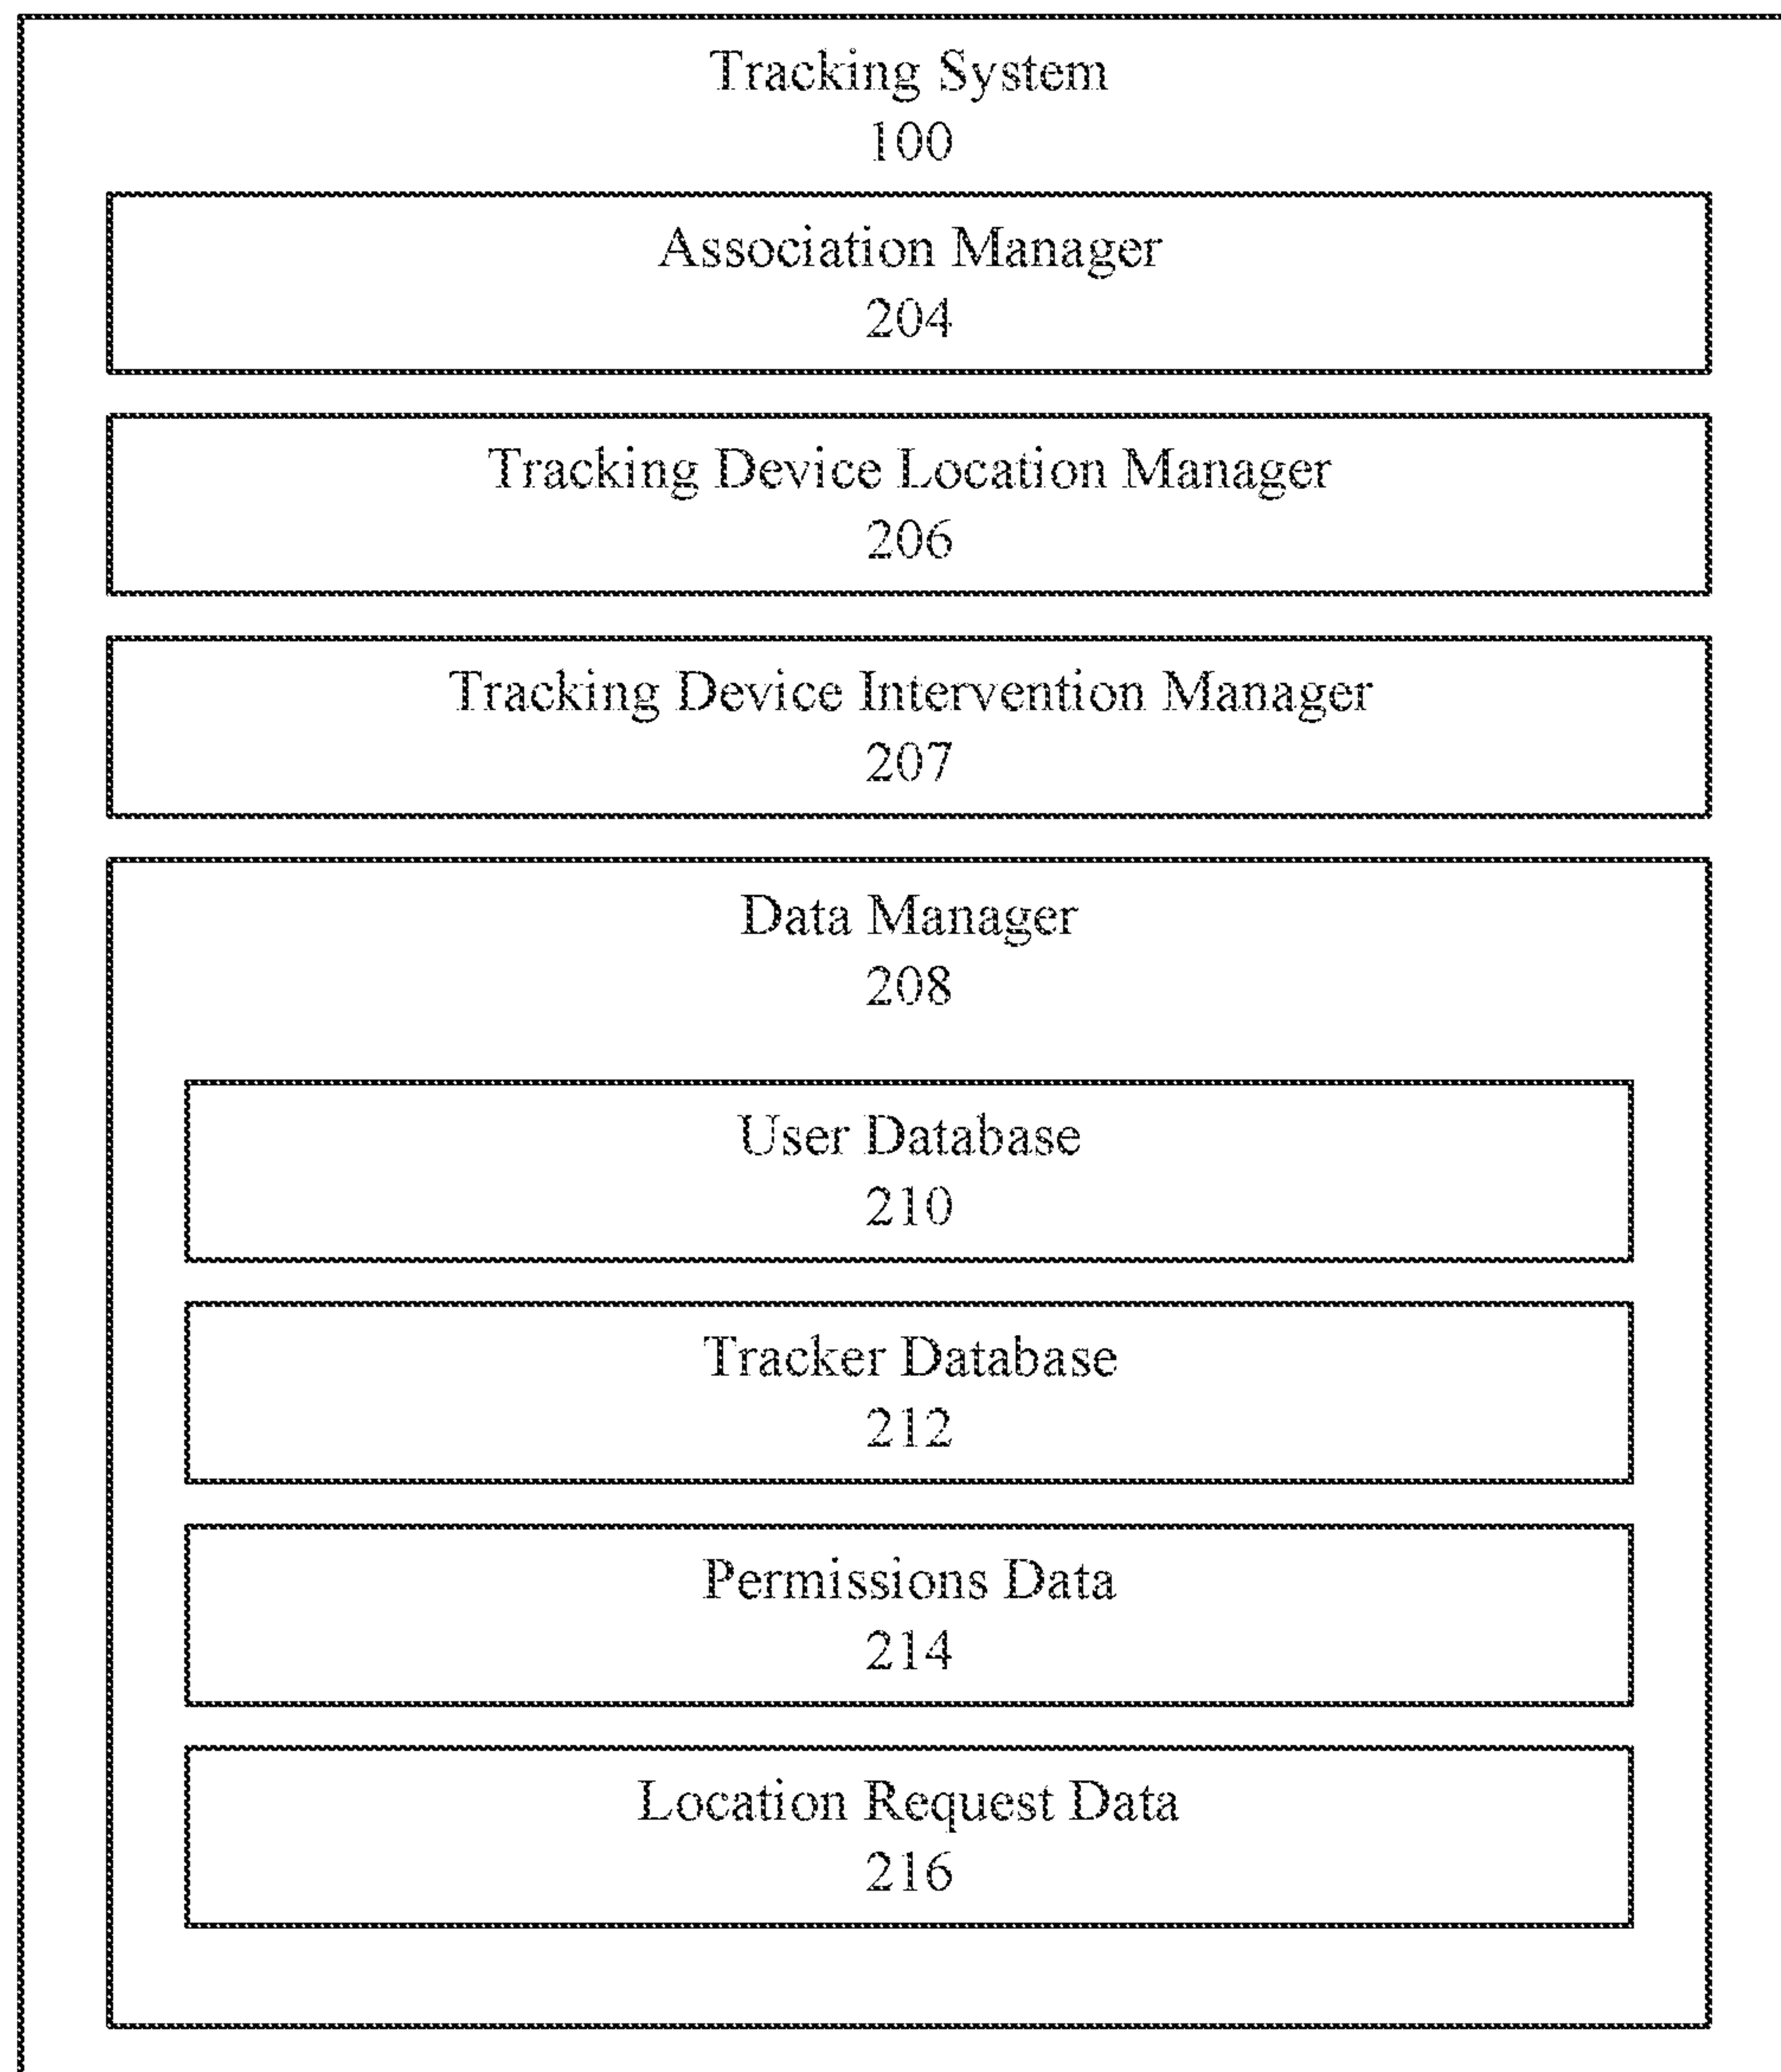 Tracking System
100
Association Manager
204
Tracking Device Location Manager
206
Tracking Device Intervention Manager
207
Data Manager
208
User Database
210
Tracker Database
212
Permissions Data
214
Location Request Data
216